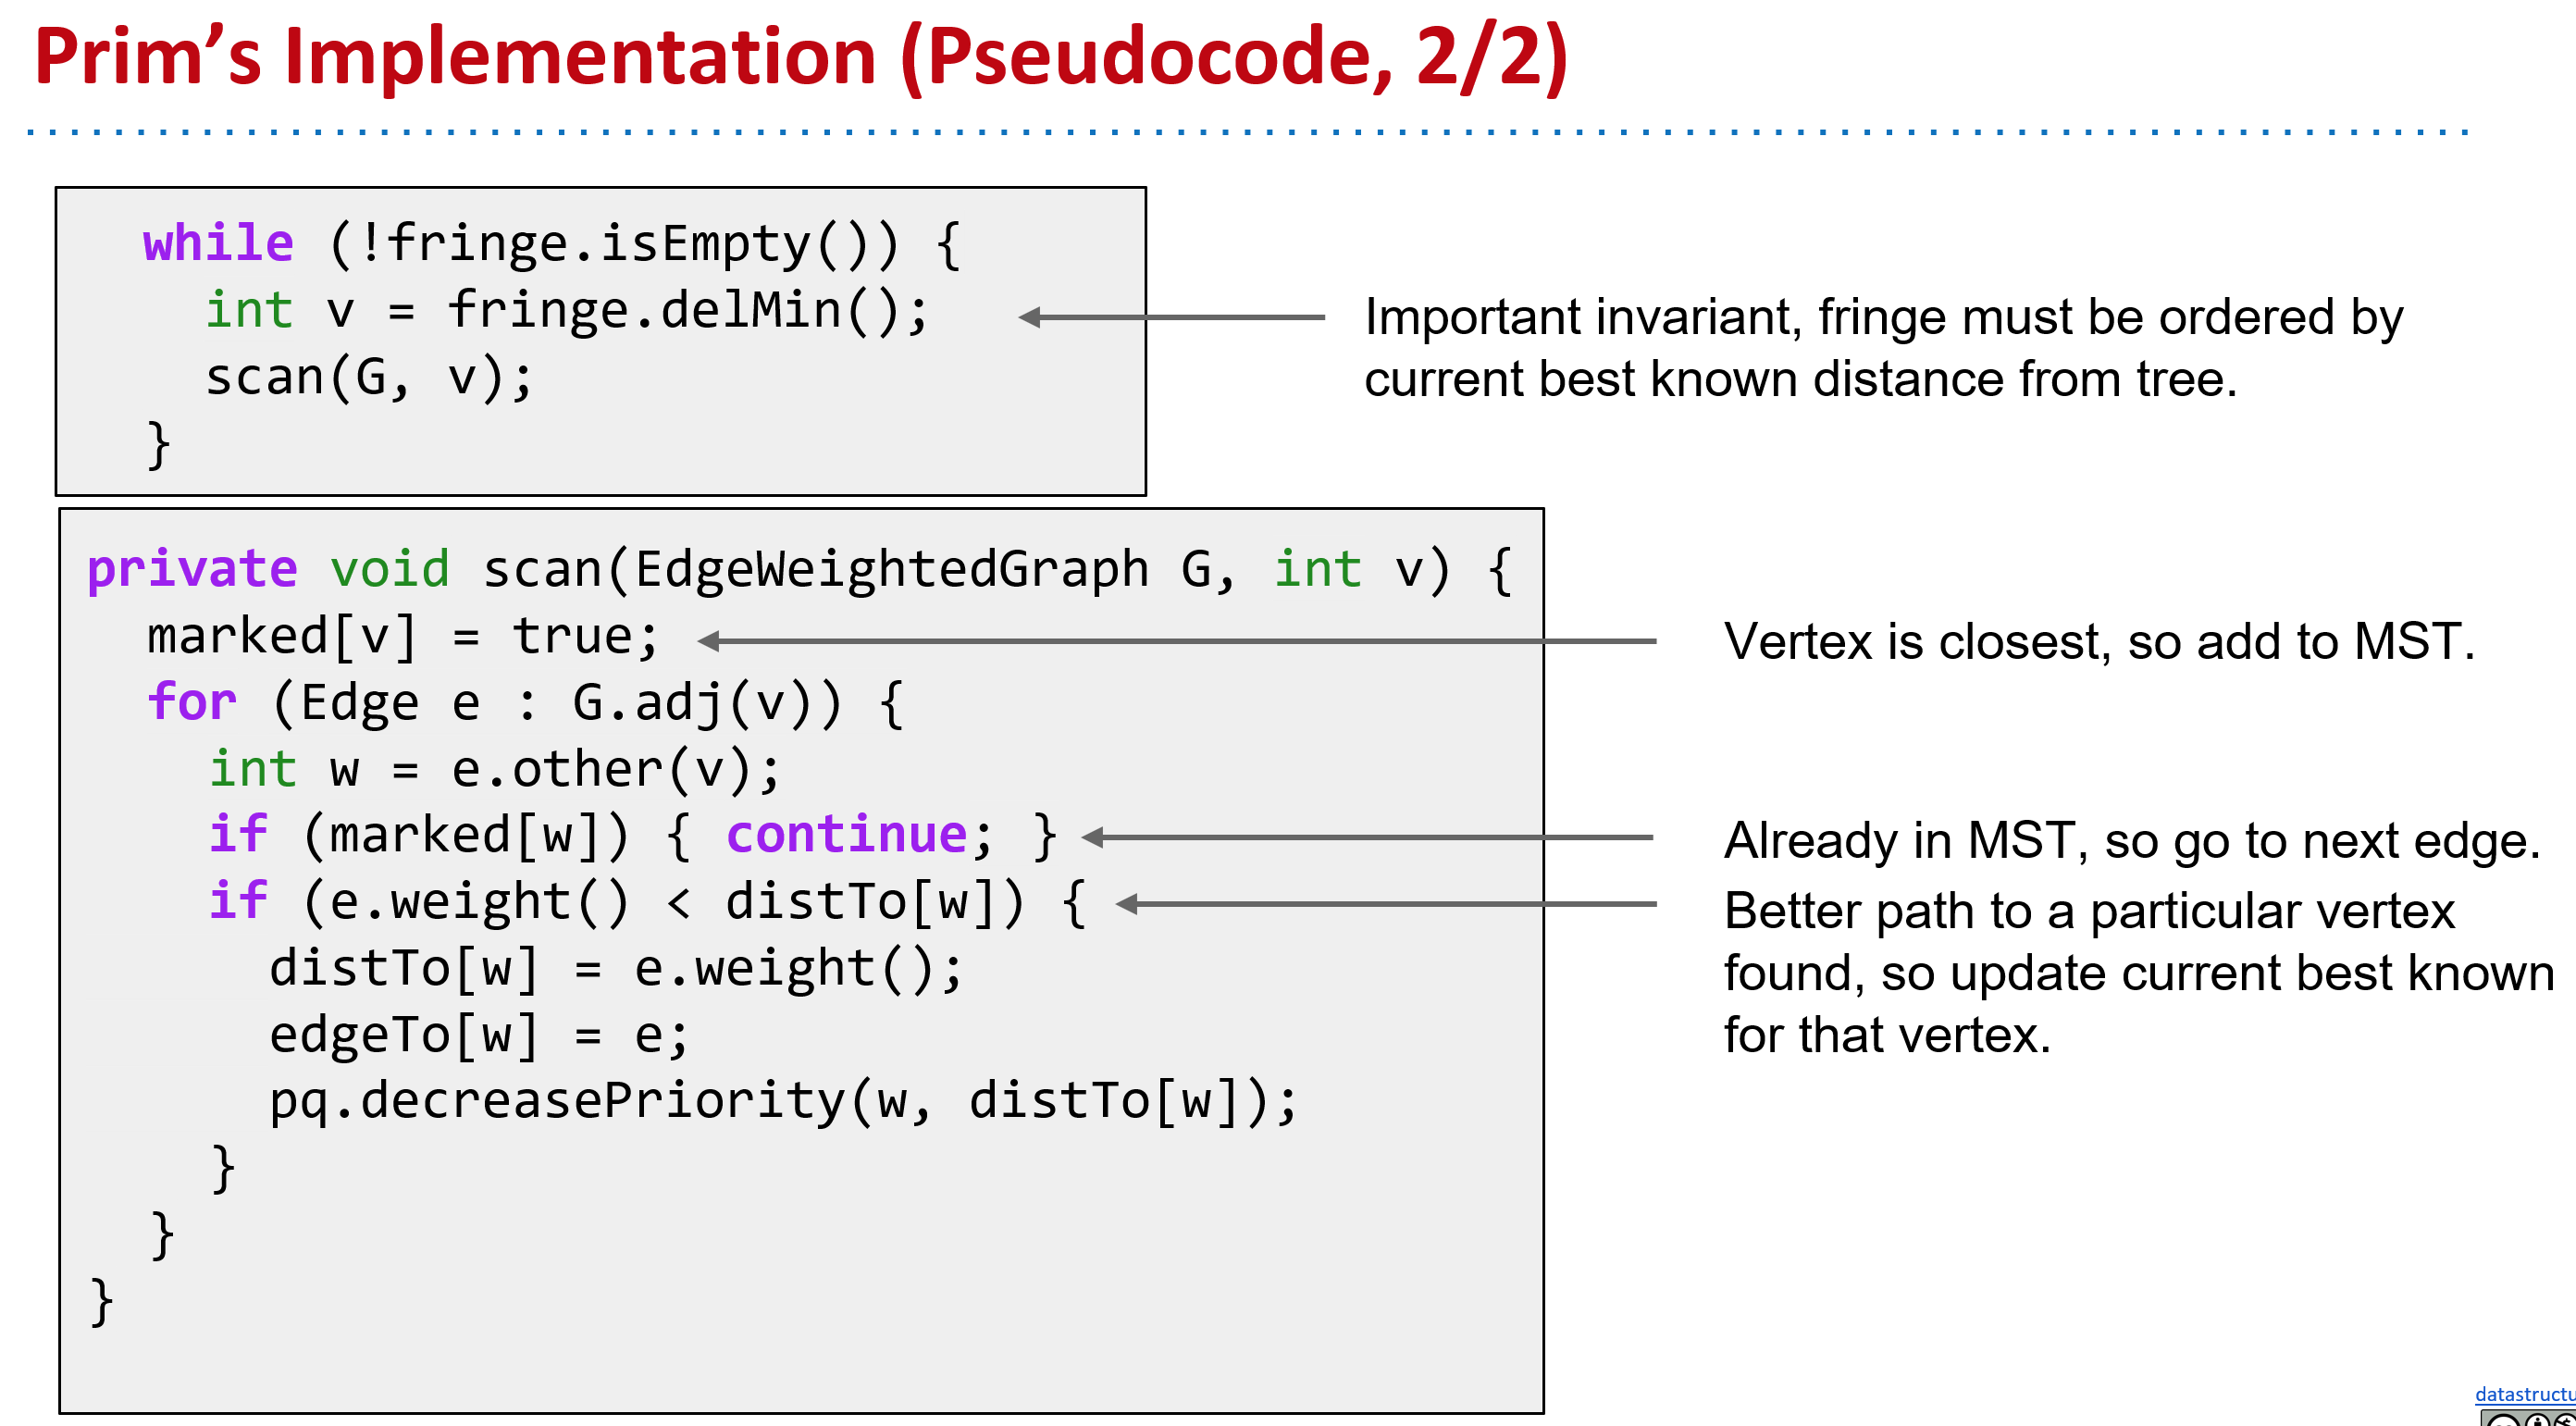 Prim’s Implementation (Pseudocode, 2/2)
while (!fringe.isEmpty()) {
int v = fringe.delMin();
scan(G, v);
}
Important invariant, fringe must be ordered by
current best known distance from tree.
private void scan(EdgeWeightedGraph G, int v) {
marked[v] = true;
for (Edge e : G.adj(v)) {
int w = e.other(v);
if (marked[w]) { continue; }
if (e.weight() < distTo[w]) {
distTo[w] = e.weight();
edgeTo[w] = e;
pq.decreasePriority(w, distTo[w]);
}
}
}
Vertex is closest, so add to MST.
Already in MST, so go to next edge.
Better path to a particular vertex
found, so update current best known
for that vertex.
datastructu